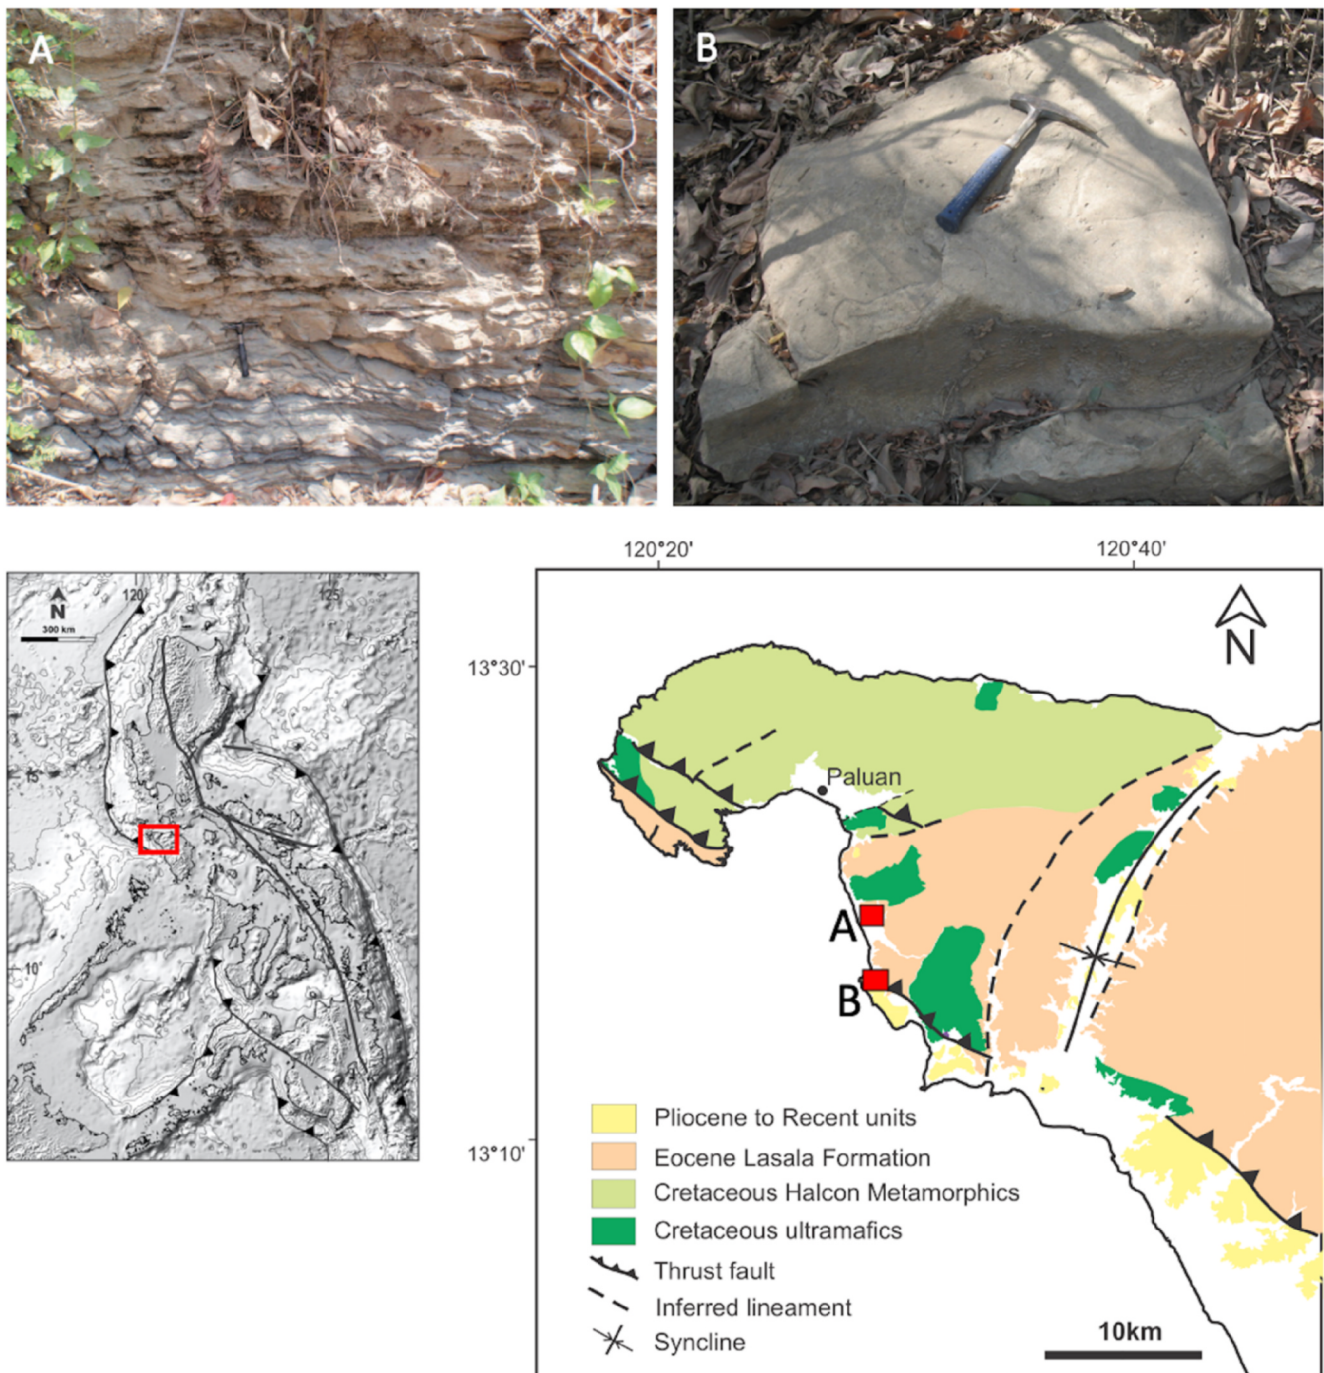 A
B
120°20'
120°40'
N
300 km
120°
125°
15°
10°
13°30'
13°10'
N
Paluan
A
B
Pliocene to Recent units
Eocene Lasala Formation
Cretaceous Halcon Metamorphics
Cretaceous ultramafics
Thrust fault
Inferred lineament
Syncline
10km